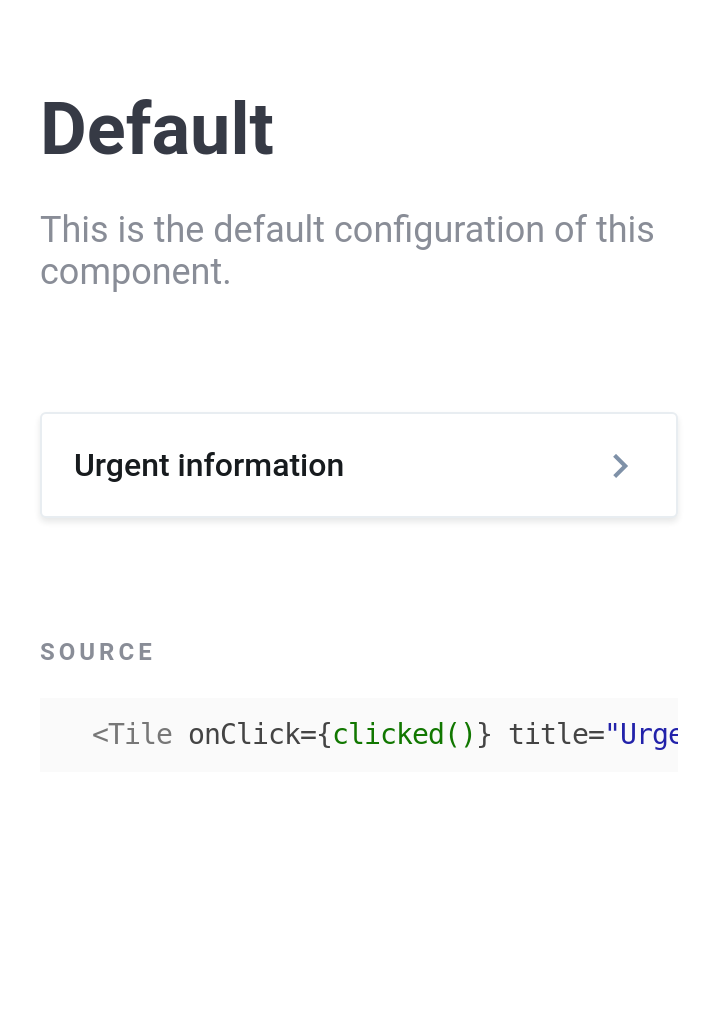 Default
This is the default configuration of this
component.
Urgent information
SOURCE
<Tile onClick={clicked()} title="Urge